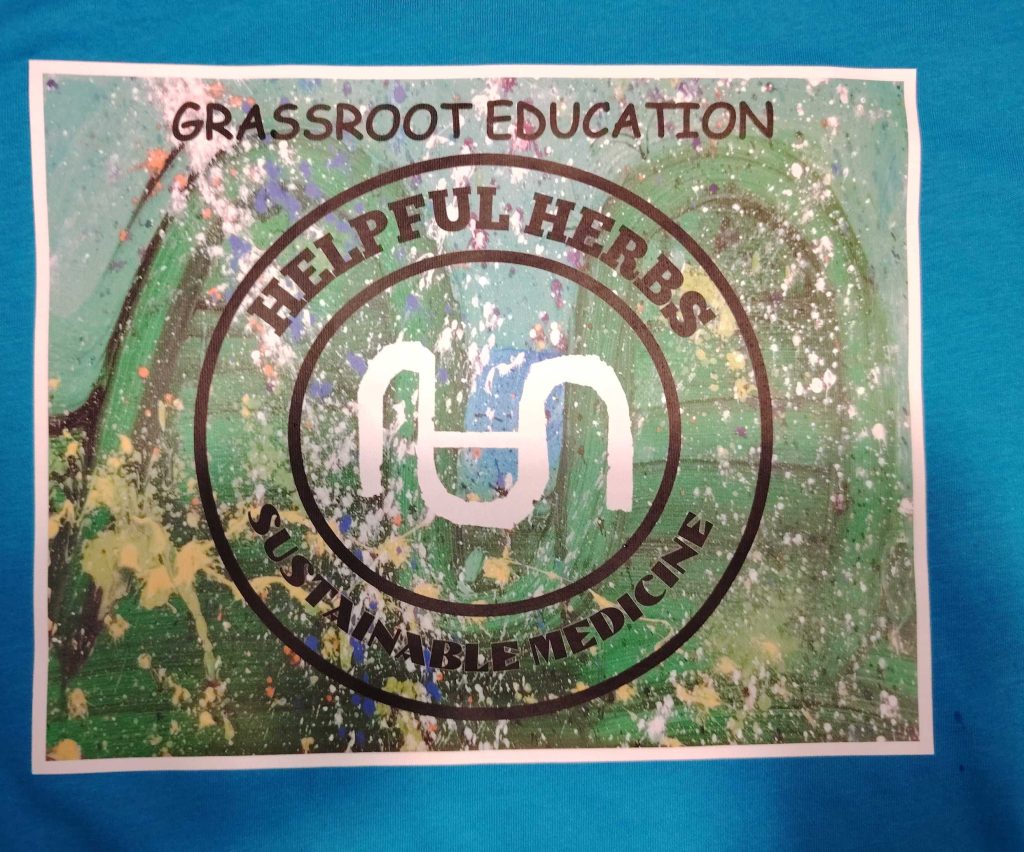 GRASSROOT EDUCATION
HELPFUL HERBS
SUSTAINABLE MEDICINE